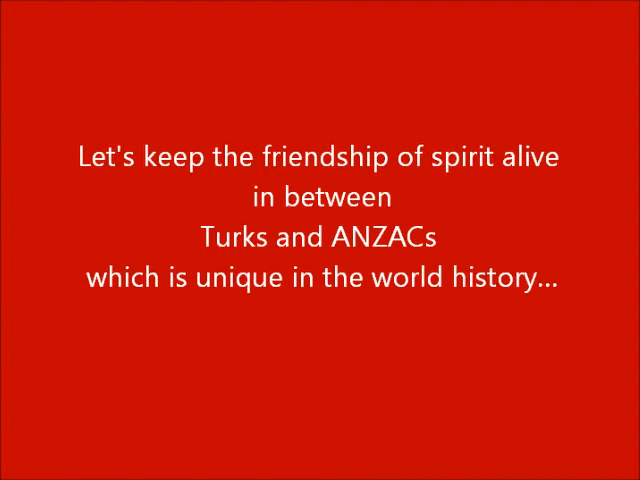 Let's keep the friendship of spirit alive
in between
Turks and ANZACs
which is unique in the world history...